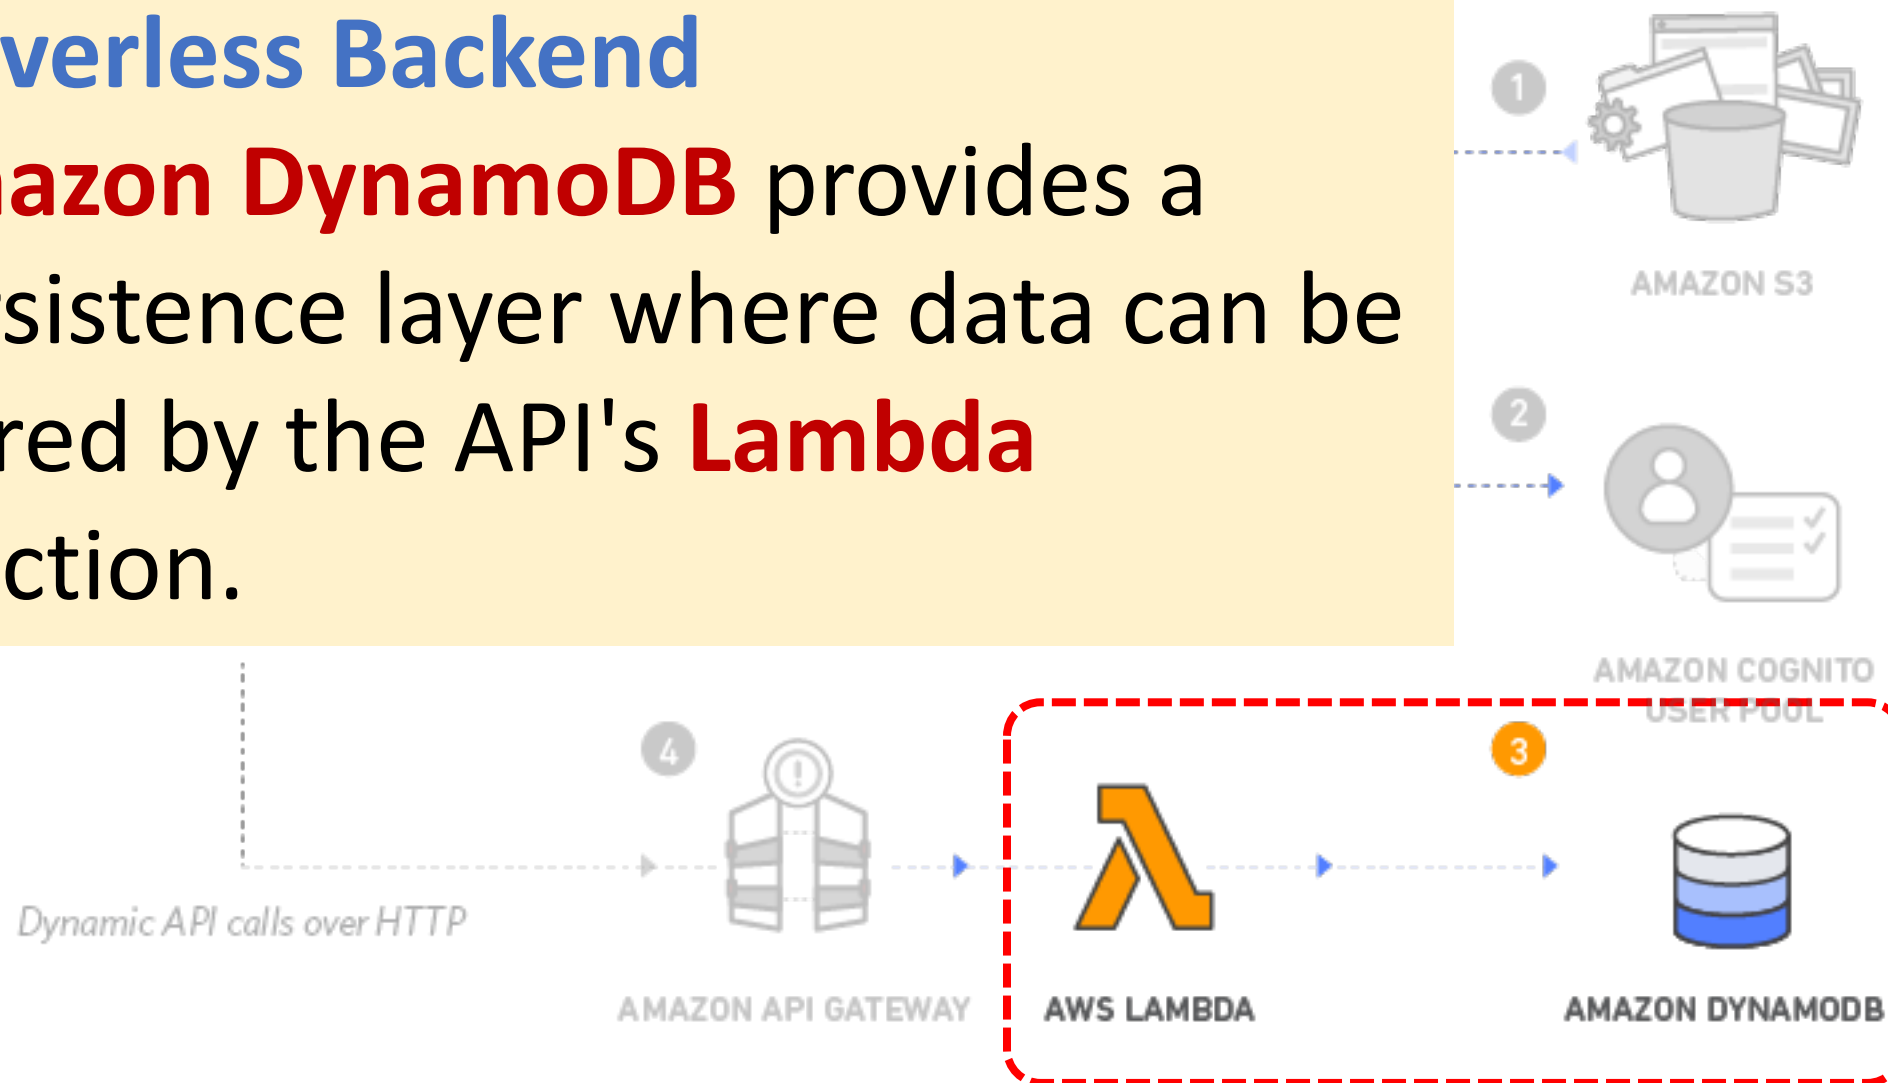 verless Backend
azon DynamoDB provides a
sistence layer where data can be
red by the API's Lambda
ction.
1
AMAZON S3
2
AMAZON COGNITO
USER POOL
4
3
Dynamic API calls over HTTP
AMAZON API GATEWAY
AWS LAMBDA
AMAZON DYNAMODB